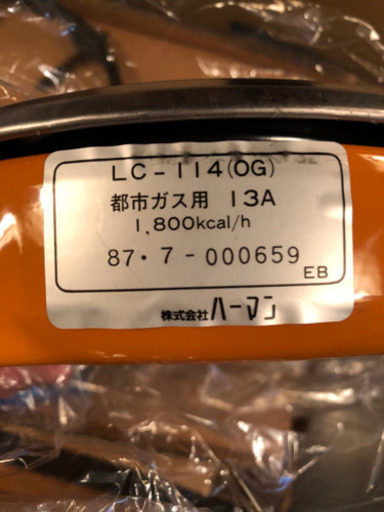 LC-114(OG)
都市ガス用 13A
1,800kcal/h
87・7-000659
EB
株式会社ハーマン